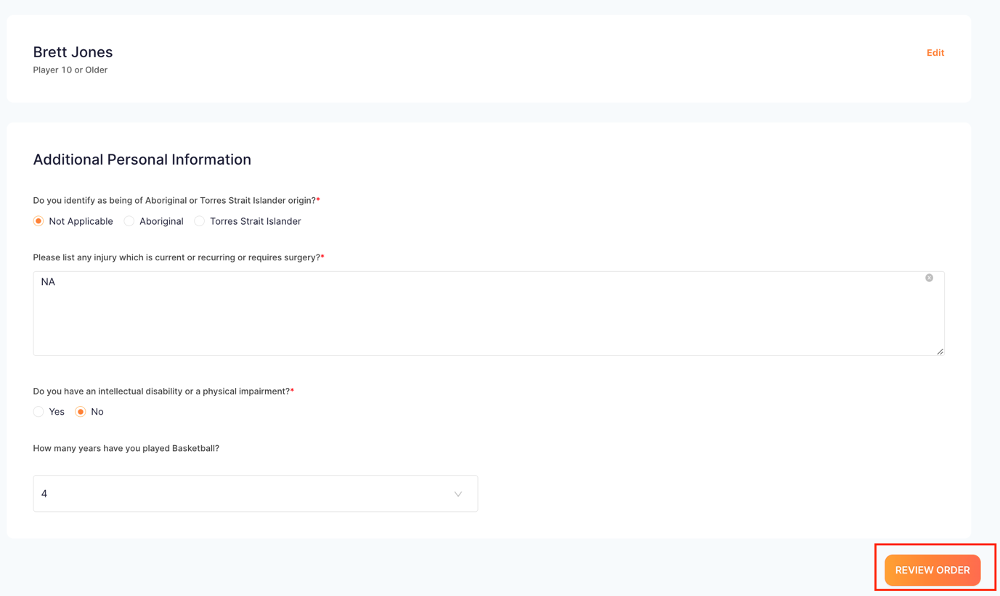 Brett Jones
Edit
Player 10 or Older
Additional Personal Information
Do you identify as being of Aboriginal or Torres Strait Islander origin?*
Not Applicable Aboriginal Torres Strait Islander
Please list any injury which is current or recurring or requires surgery?*
NA
Do you have an intellectual disability or a physical impairment?*
Yes No
How many years have you played Basketball?
4
REVIEW ORDER